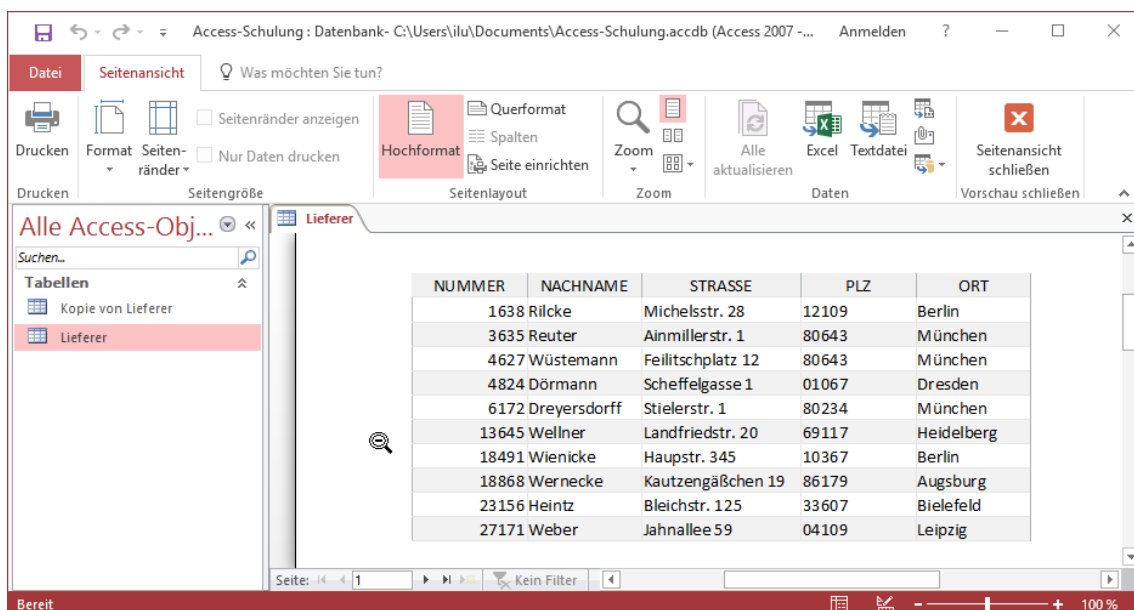 Access-Schulung : Datenbank- C:\Users\ilu\Documents\Access-Schulung.accdb (Access 2007 -... Anmelden ?
Datei Seitenansicht Was möchten Sie tun?
Drucken
Format
Seiten-
ränder
Seitenränder anzeigen
Nur Daten drucken
Hochformat
Querformat
Spalten
Seite einrichten
Zoom
Alle
aktualisieren
Excel
Textdatei
Seitenansicht
schließen
Drucken Seitengröße Seitenlayout Zoom Daten Vorschau schließen
Alle Access-Obj... «
Suchen...
Tabellen
Kopie von Lieferer
Lieferer
Lieferer
NUMMER NACHNAME STRASSE PLZ ORT
1638 Rilcke Michelsstr. 28 12109 Berlin
3635 Reuter Ainmillerstr. 1 80643 München
4627 Wüstemann Feilitschplatz 12 80643 München
4824 Dörmann Scheffelgasse 1 01067 Dresden
6172 Dreyersdorff Stielerstr. 1 80234 München
13645 Wellner Landfriedstr. 20 69117 Heidelberg
18491 Wienicke Haupstr. 345 10367 Berlin
18868 Wernecke Kautzengäßchen 19 86179 Augsburg
23156 Heintz Bleichstr. 125 33607 Bielefeld
27171 Weber Jahnallee 59 04109 Leipzig
Seite: 1 Kein Filter
Bereit 100 %